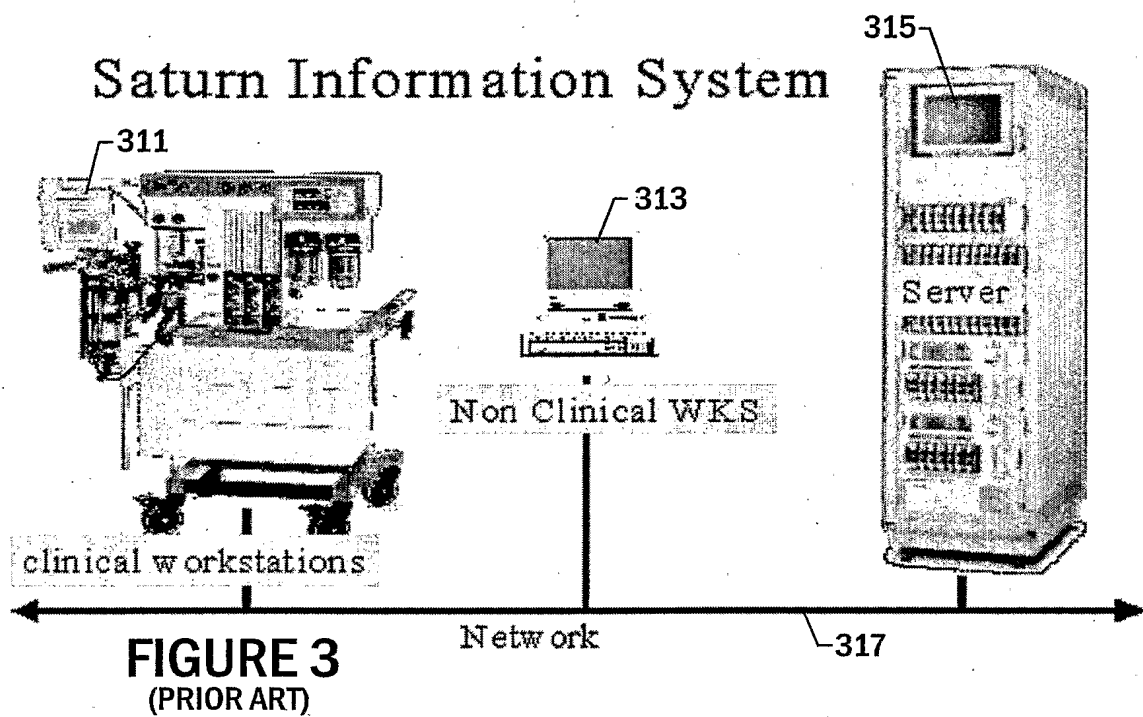 315
Saturn Information System
311
313
Server
Non Clinical WKS
clinical workstations
Network
317
FIGURE 3
(PRIOR ART)